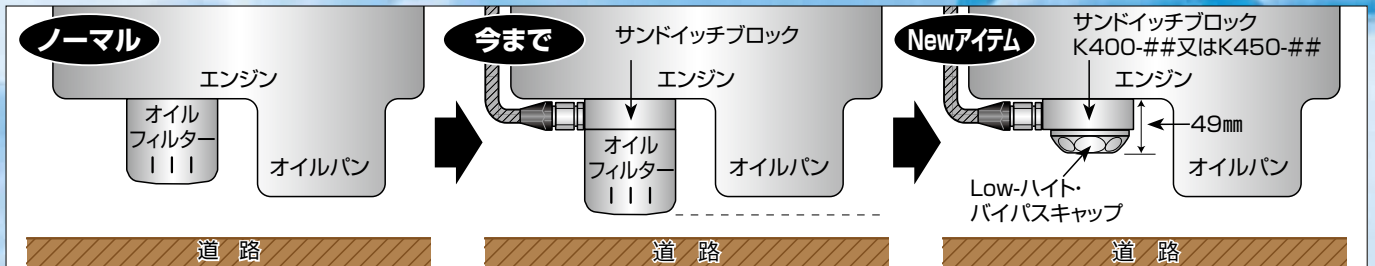 ノーマル
エンジン
オイル
フィルター
オイルパン
道 路
今まで
サンドイッチブロック
エンジン
オイル
フィルター
オイルパン
道 路
Newアイテム
サンドイッチブロック
K400-##又はK450-##
エンジン
49㎜
オイルパン
Low-ハイト・
バイパスキャップ
道 路